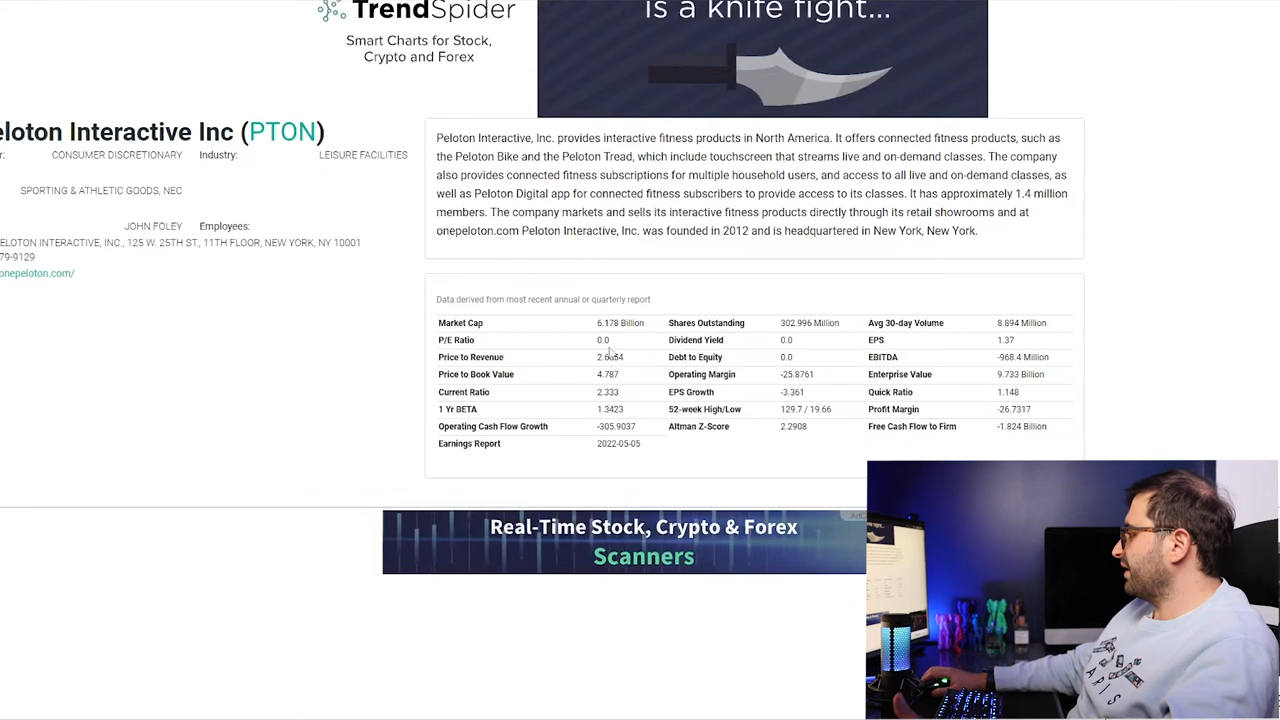 TrendSpider
Smart Charts for Stock,
Crypto and Forex
is a knife fight...
eloton Interactive Inc (PTON)
r: CONSUMER DISCRETIONARY Industry: LEISURE FACILITIES
SPORTING & ATHLETIC GOODS, NEC
JOHN FOLEY Employees:
ELOTON INTERACTIVE, INC., 125 W. 25TH ST., 11TH FLOOR, NEW YORK, NY 10001
79-9129
onepeloton.com/
Peloton Interactive, Inc. provides interactive fitness products in North America. It offers connected fitness products, such as
the Peloton Bike and the Peloton Tread, which include touchscreen that streams live and on-demand classes. The company
also provides connected fitness subscriptions for multiple household users, and access to all live and on-demand classes, as
well as Peloton Digital app for connected fitness subscribers to provide access to its classes. It has approximately 1.4 million
members. The company markets and sells its interactive fitness products directly through its retail showrooms and at
onepeloton.com Peloton Interactive, Inc. was founded in 2012 and is headquartered in New York, New York.
Data derived from most recent annual or quarterly report
Market Cap 6.178 Billion Shares Outstanding 302.996 Million Avg 30-day Volume 8.894 Million
P/E Ratio 0.0 Dividend Yield 0.0 EPS 1.37
Price to Revenue Debt to Equity 0.0 EBITDA -968.4 Million
Price to Book Value 4.787 Operating Margin -25.8761 Enterprise Value 9.733 Billion
Current Ratio 2.333 EPS Growth -3.361 Quick Ratio 1.148
1 Yr BETA 1.3423 52-week High/Low 129.7 / 19.66 Profit Margin -26.7317
Operating Cash Flow Growth -305.9037 Altman Z-Score 2.2908 Free Cash Flow to Firm -1.824 Billion
Earnings Report 2022-05-05
Real-Time Stock, Crypto & Forex
Scanners